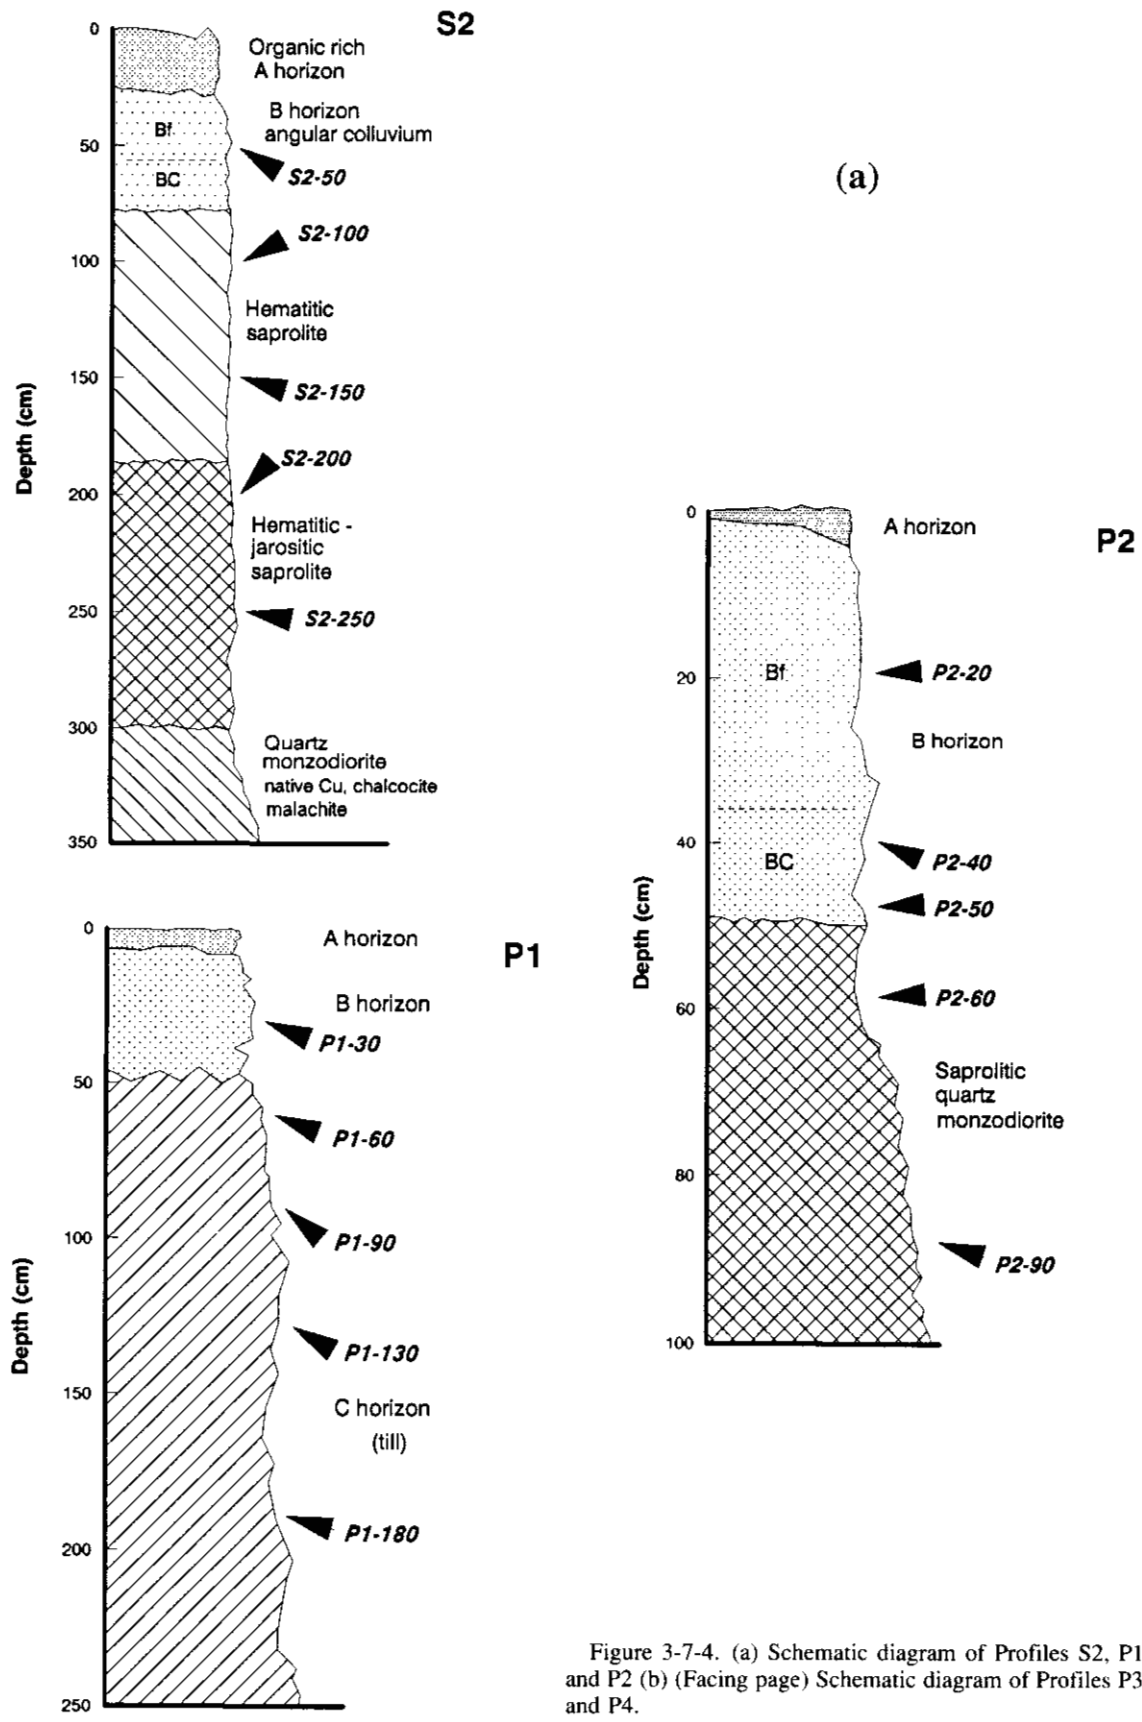 S2
0
Organic rich
A horizon
B horizon
angular colluvium
Bf
50
BC
S2-50
S2-100
100
Hematitic
saprolite
150
S2-150
S2-200
200
Hematitic -
jarositic
saprolite
250
S2-250
300
Quartz
monzodiorite
native Cu, chalcocite
malachite
350
Depth (cm)
(a)
P1
0
A horizon
B horizon
P1-30
50
P1-60
100
P1-90
P1-130
150
C horizon
(till)
P1-180
200
250
Depth (cm)
P2
0
A horizon
Bf
20
P2-20
B horizon
40
BC
P2-40
P2-50
60
P2-60
Saprolitic
quartz
monzodiorite
80
P2-90
100
Depth (cm)
Figure 3-7-4. (a) Schematic diagram of Profiles S2, P1
and P2 (b) (Facing page) Schematic diagram of Profiles P3
and P4.